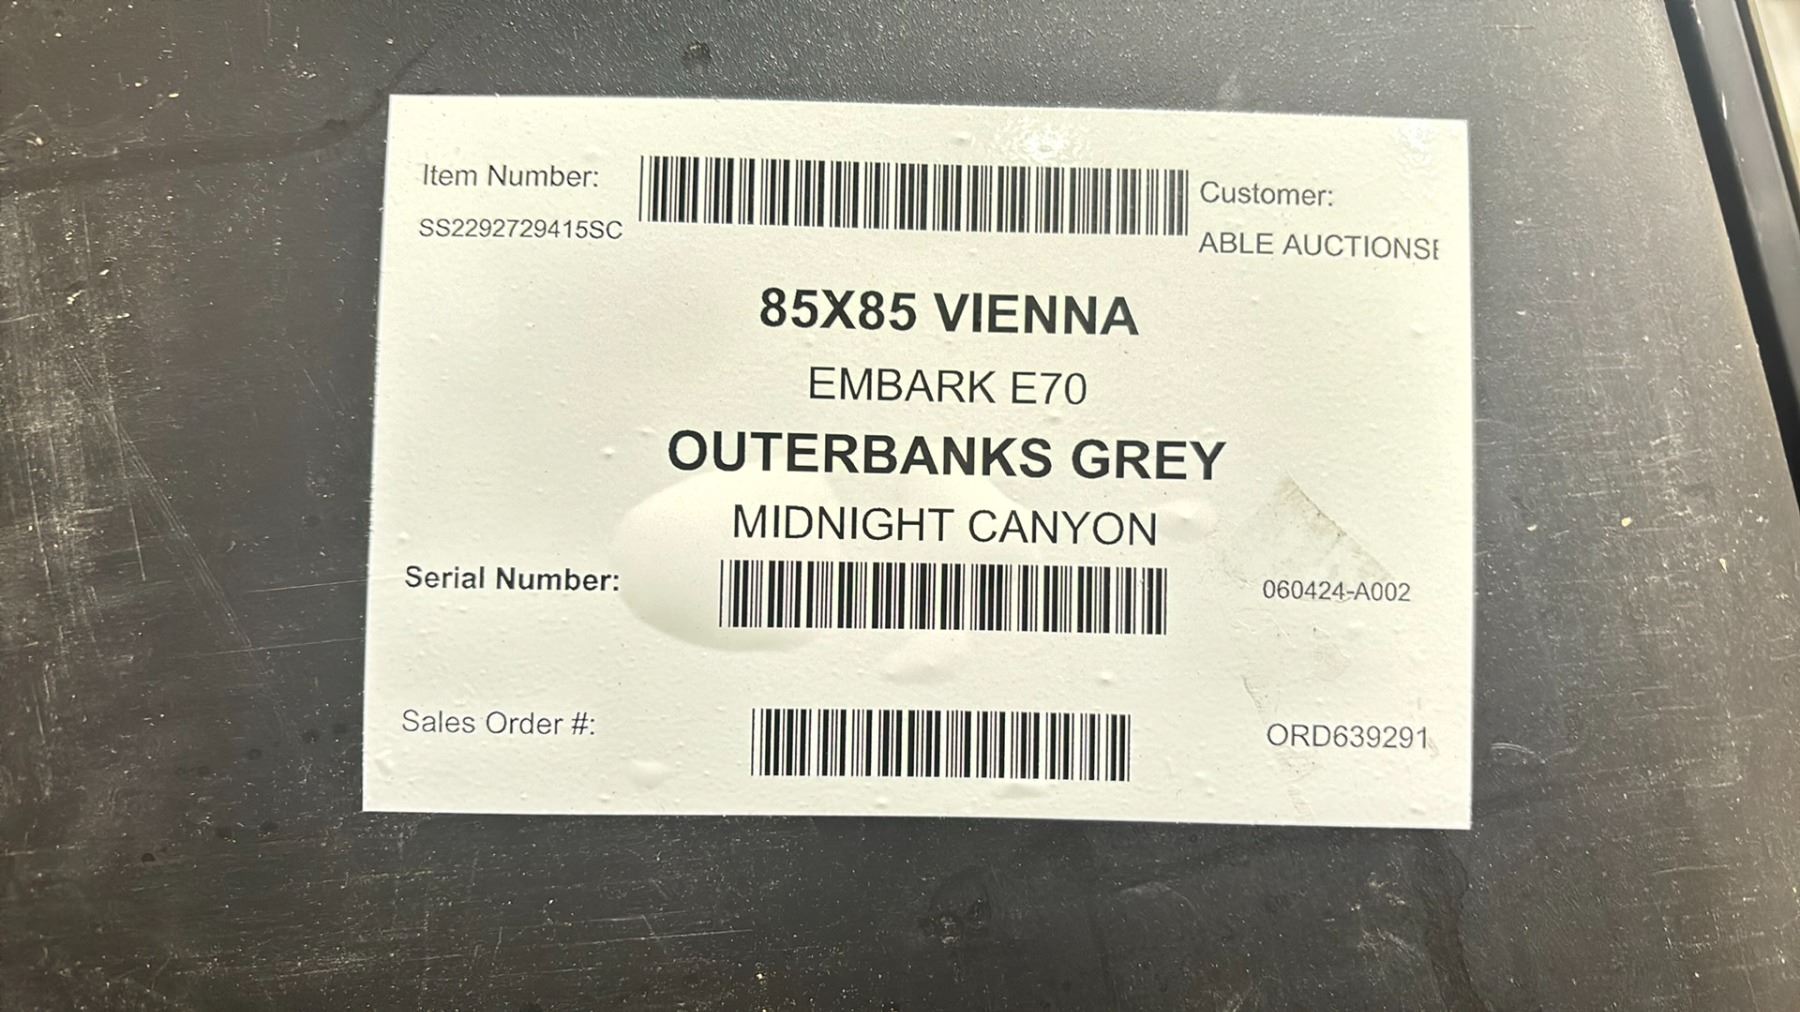 Item Number:
SS2292729415SC
Customer:
ABLE AUCTIONS
85X85 VIENNA
EMBARK E70
OUTERBANKS GREY
MIDNIGHT CANYON
Serial Number:
060424-A002
Sales Order #:
ORD639291